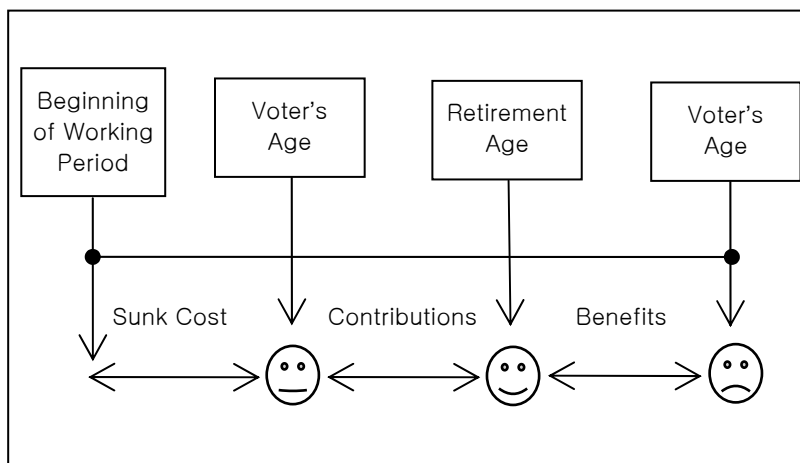 Beginning
of Working
Period
Voter's
Age
Retirement
Age
Voter's
Age
Sunk Cost
Contributions
Benefits